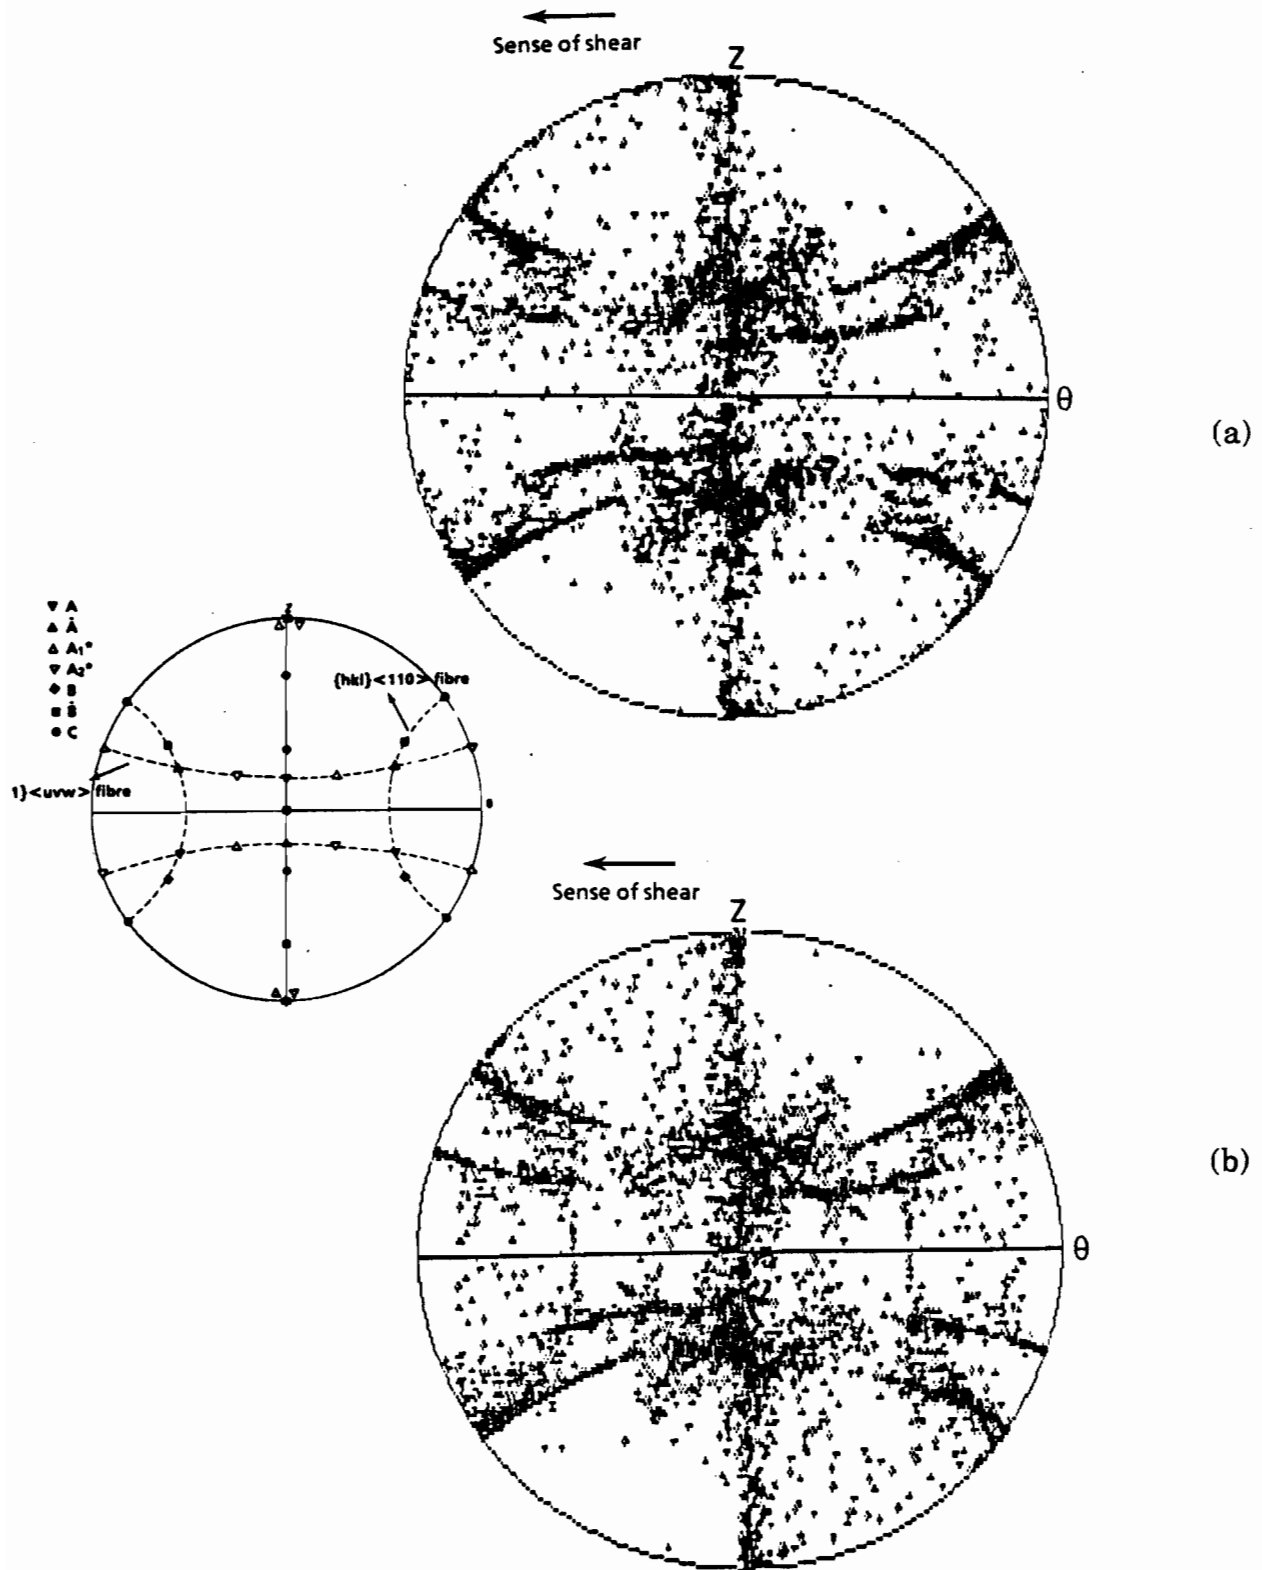 Sense of shear
Z
θ
(a)
▼ A
▲ Å
△ A₁*
▽ A₂*
◆ B
■ B̊
● C
Z
{hkl}<110> fibre
1}<uvw> fibre
θ
Sense of shear
Z
θ
(b)